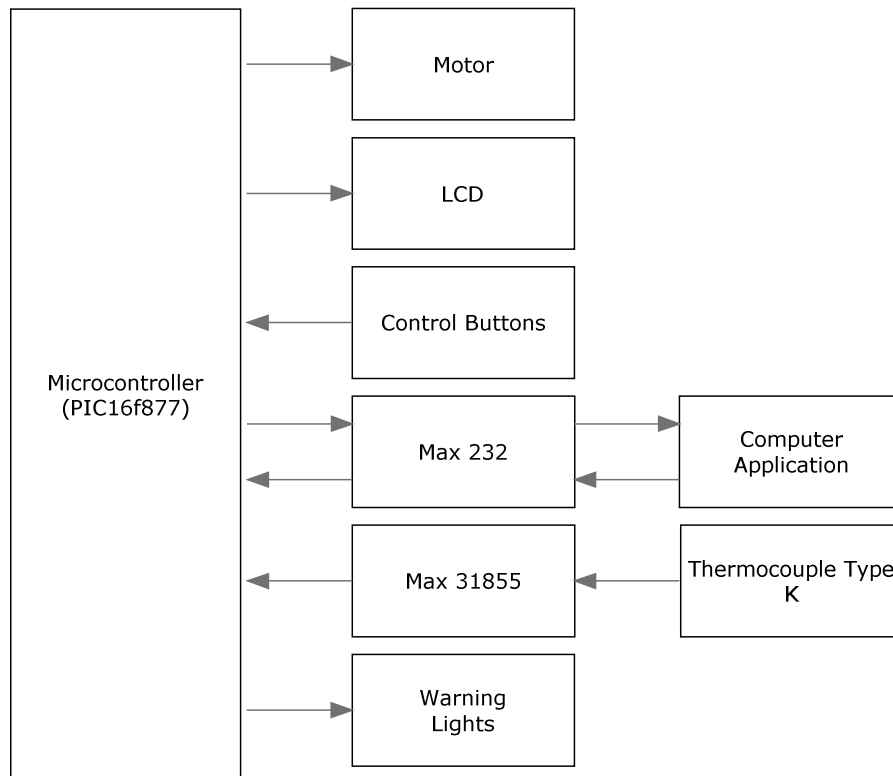 Microcontroller
(PIC16f877)
Motor
LCD
Control Buttons
Max 232
Computer
Application
Max 31855
Thermocouple Type
K
Warning
Lights